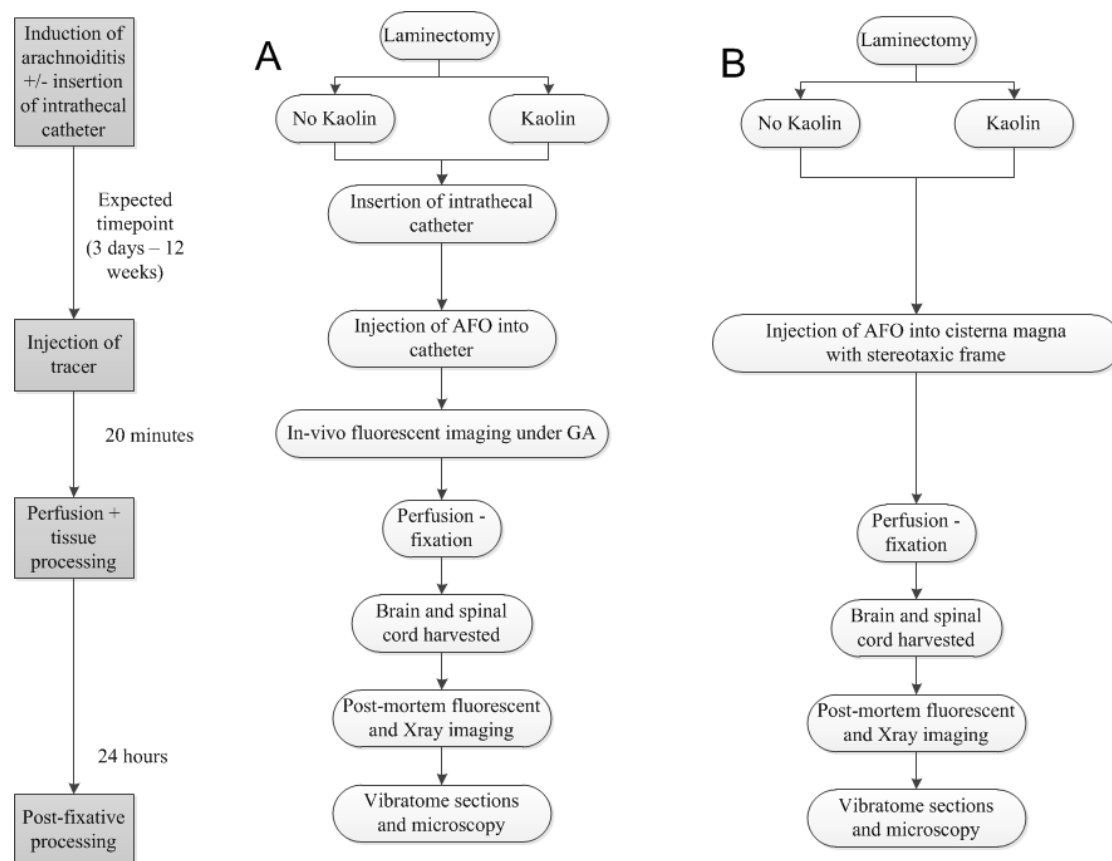 Induction of
arachnoiditis
+/- insertion
of intrathecal
catheter
Expected
timepoint
(3 days – 12
weeks)
Injection of
tracer
20 minutes
Perfusion +
tissue
processing
24 hours
Post-fixative
processing
A
Laminectomy
No Kaolin
Kaolin
Insertion of intrathecal
catheter
Injection of AFO into
catheter
In-vivo fluorescent imaging under GA
Perfusion -
fixation
Brain and spinal
cord harvested
Post-mortem fluorescent
and Xray imaging
Vibratome sections
and microscopy
B
Laminectomy
No Kaolin
Kaolin
Injection of AFO into cisterna magna
with stereotaxic frame
Perfusion -
fixation
Brain and spinal
cord harvested
Post-mortem fluorescent
and Xray imaging
Vibratome sections
and microscopy